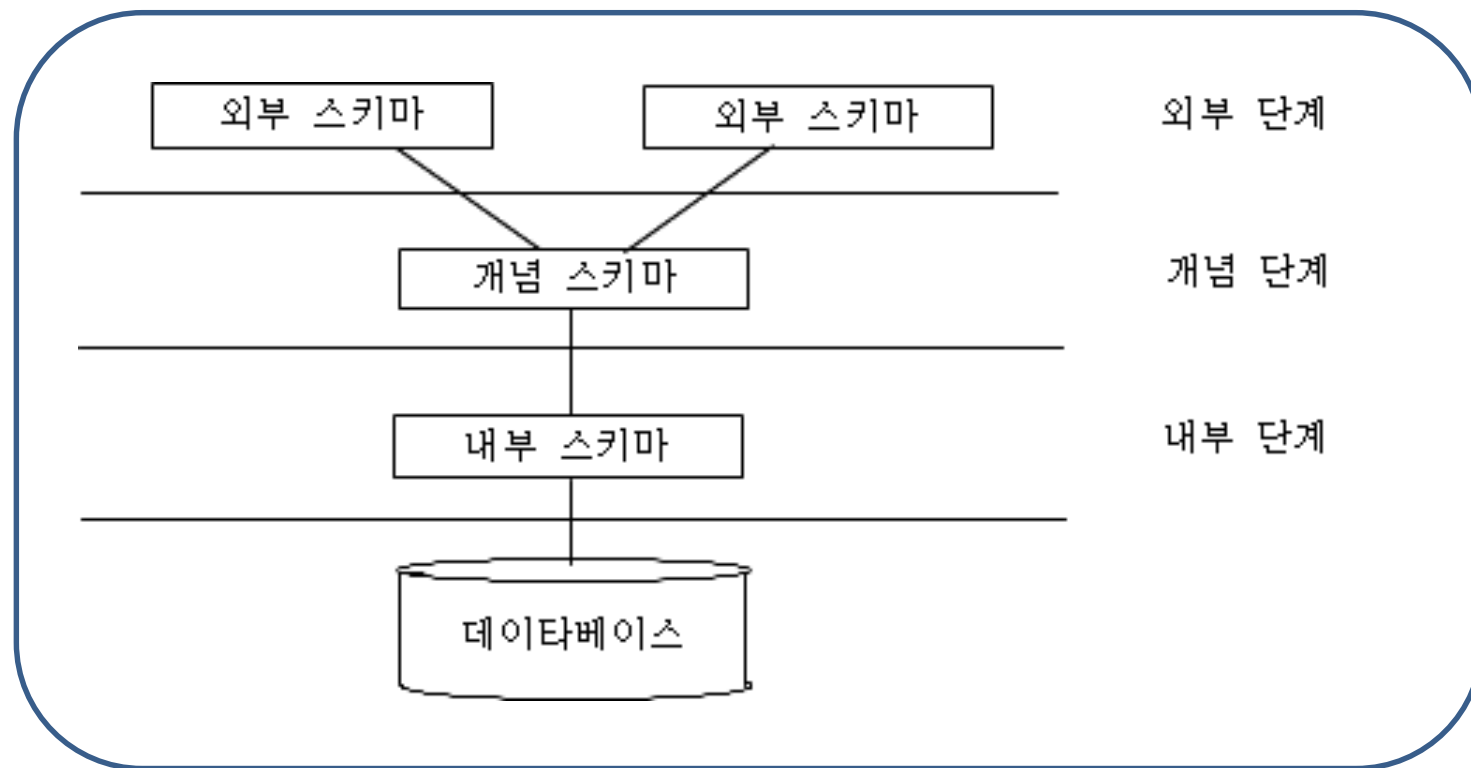 외부 스키마 외부 스키마 외부 단계
개념 스키마 개념 단계
내부 스키마 내부 단계
데이타베이스